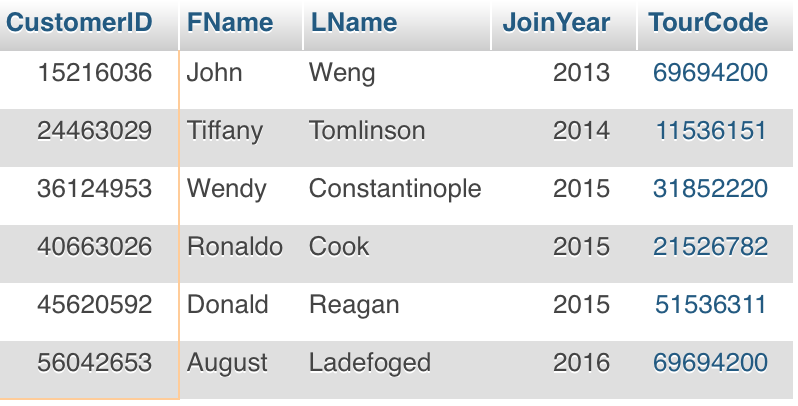 CustomerID FName LName JoinYear TourCode
15216036 John Weng 2013 69694200
24463029 Tiffany Tomlinson 2014 11536151
36124953 Wendy Constantinople 2015 31852220
40663026 Ronaldo Cook 2015 21526782
45620592 Donald Reagan 2015 51536311
56042653 August Ladefoged 2016 69694200